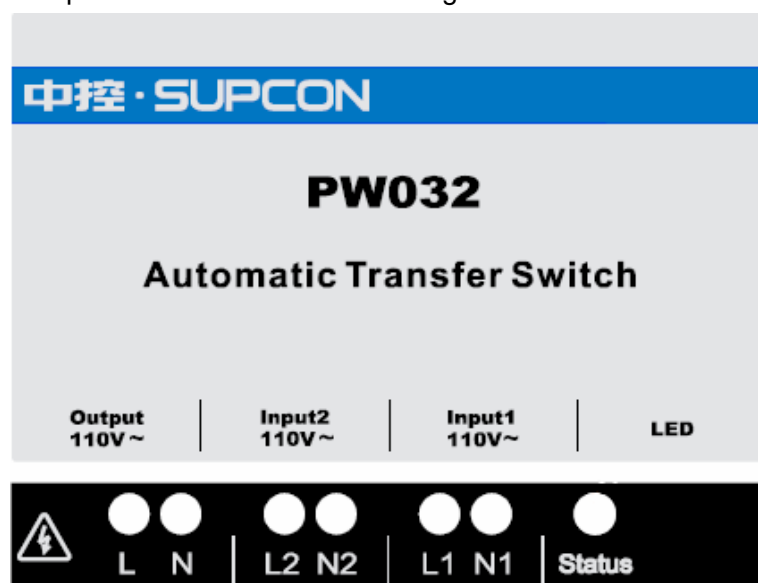 中控·SUPCON
PW032
Automatic Transfer Switch
Output Input2 Input1 LED
110V~ 110V~ 110V~
L N L2 N2 L1 N1 Status